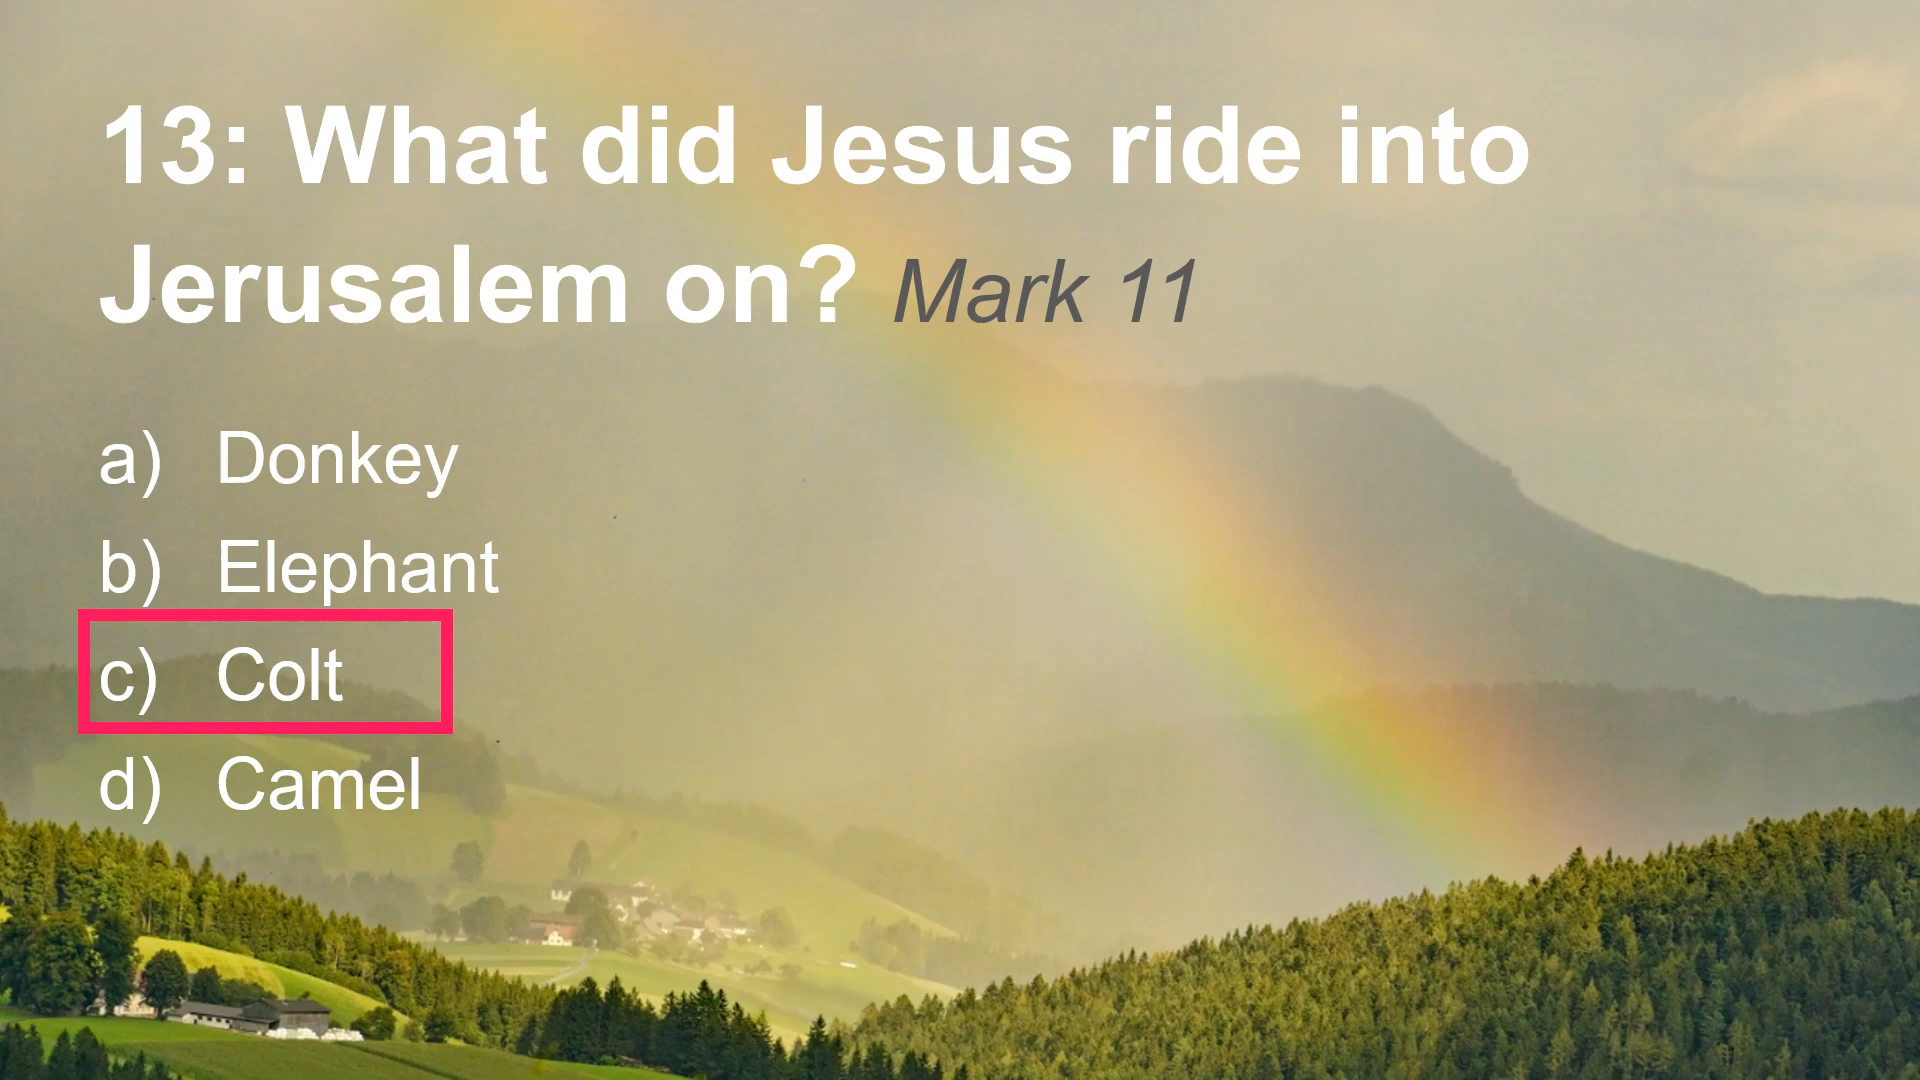 13: What did Jesus ride into
Jerusalem on? Mark 11
a) Donkey
b) Elephant
c) Colt
d) Camel